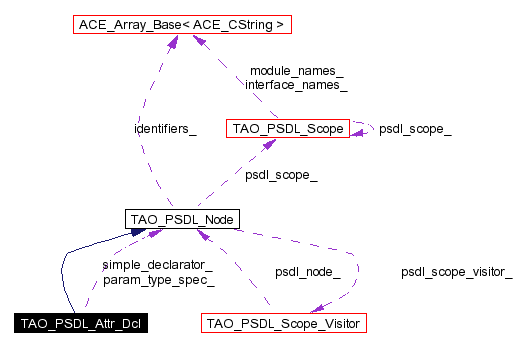 ACE_Array_Base< ACE_CString >
module_names_
interface_names_
identifiers_
TAO_PSDL_Scope
psdl_scope_
psdl_scope_
TAO_PSDL_Node
simple_declarator_
param_type_spec_
psdl_node_
psdl_scope_visitor_
TAO_PSDL_Attr_Dcl
TAO_PSDL_Scope_Visitor